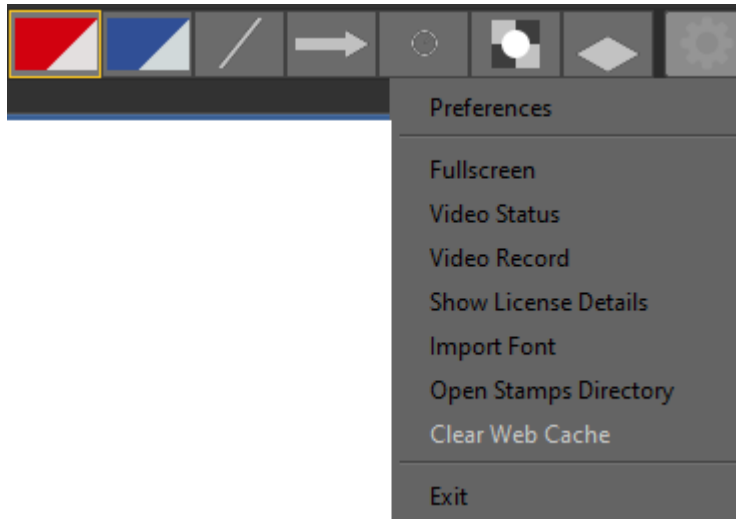 Preferences
Fullscreen
Video Status
Video Record
Show License Details
Import Font
Open Stamps Directory
Clear Web Cache
Exit